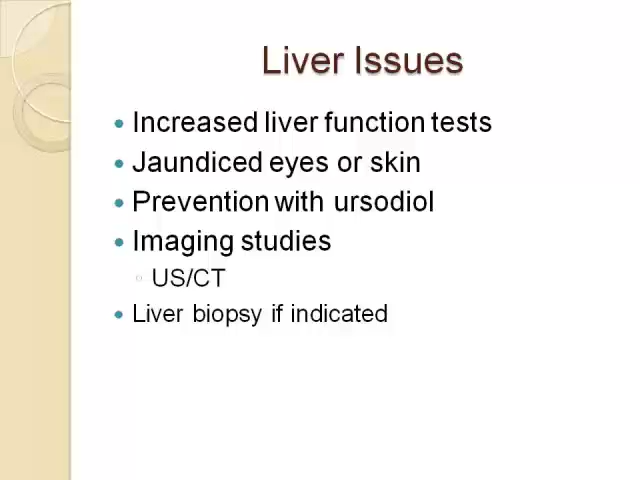 Liver Issues
Increased liver function tests
Jaundiced eyes or skin
Prevention with ursodiol
Imaging studies
US/CT
Liver biopsy if indicated